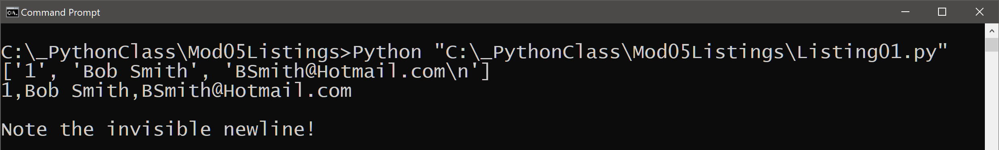 Command Prompt
C:\_PythonClass\Mod05Listings>Python "C:\_PythonClass\Mod05Listings\Listing01.py"
['1', 'Bob Smith', 'BSmith@Hotmail.com\n']
1,Bob Smith,BSmith@Hotmail.com
Note the invisible newline!